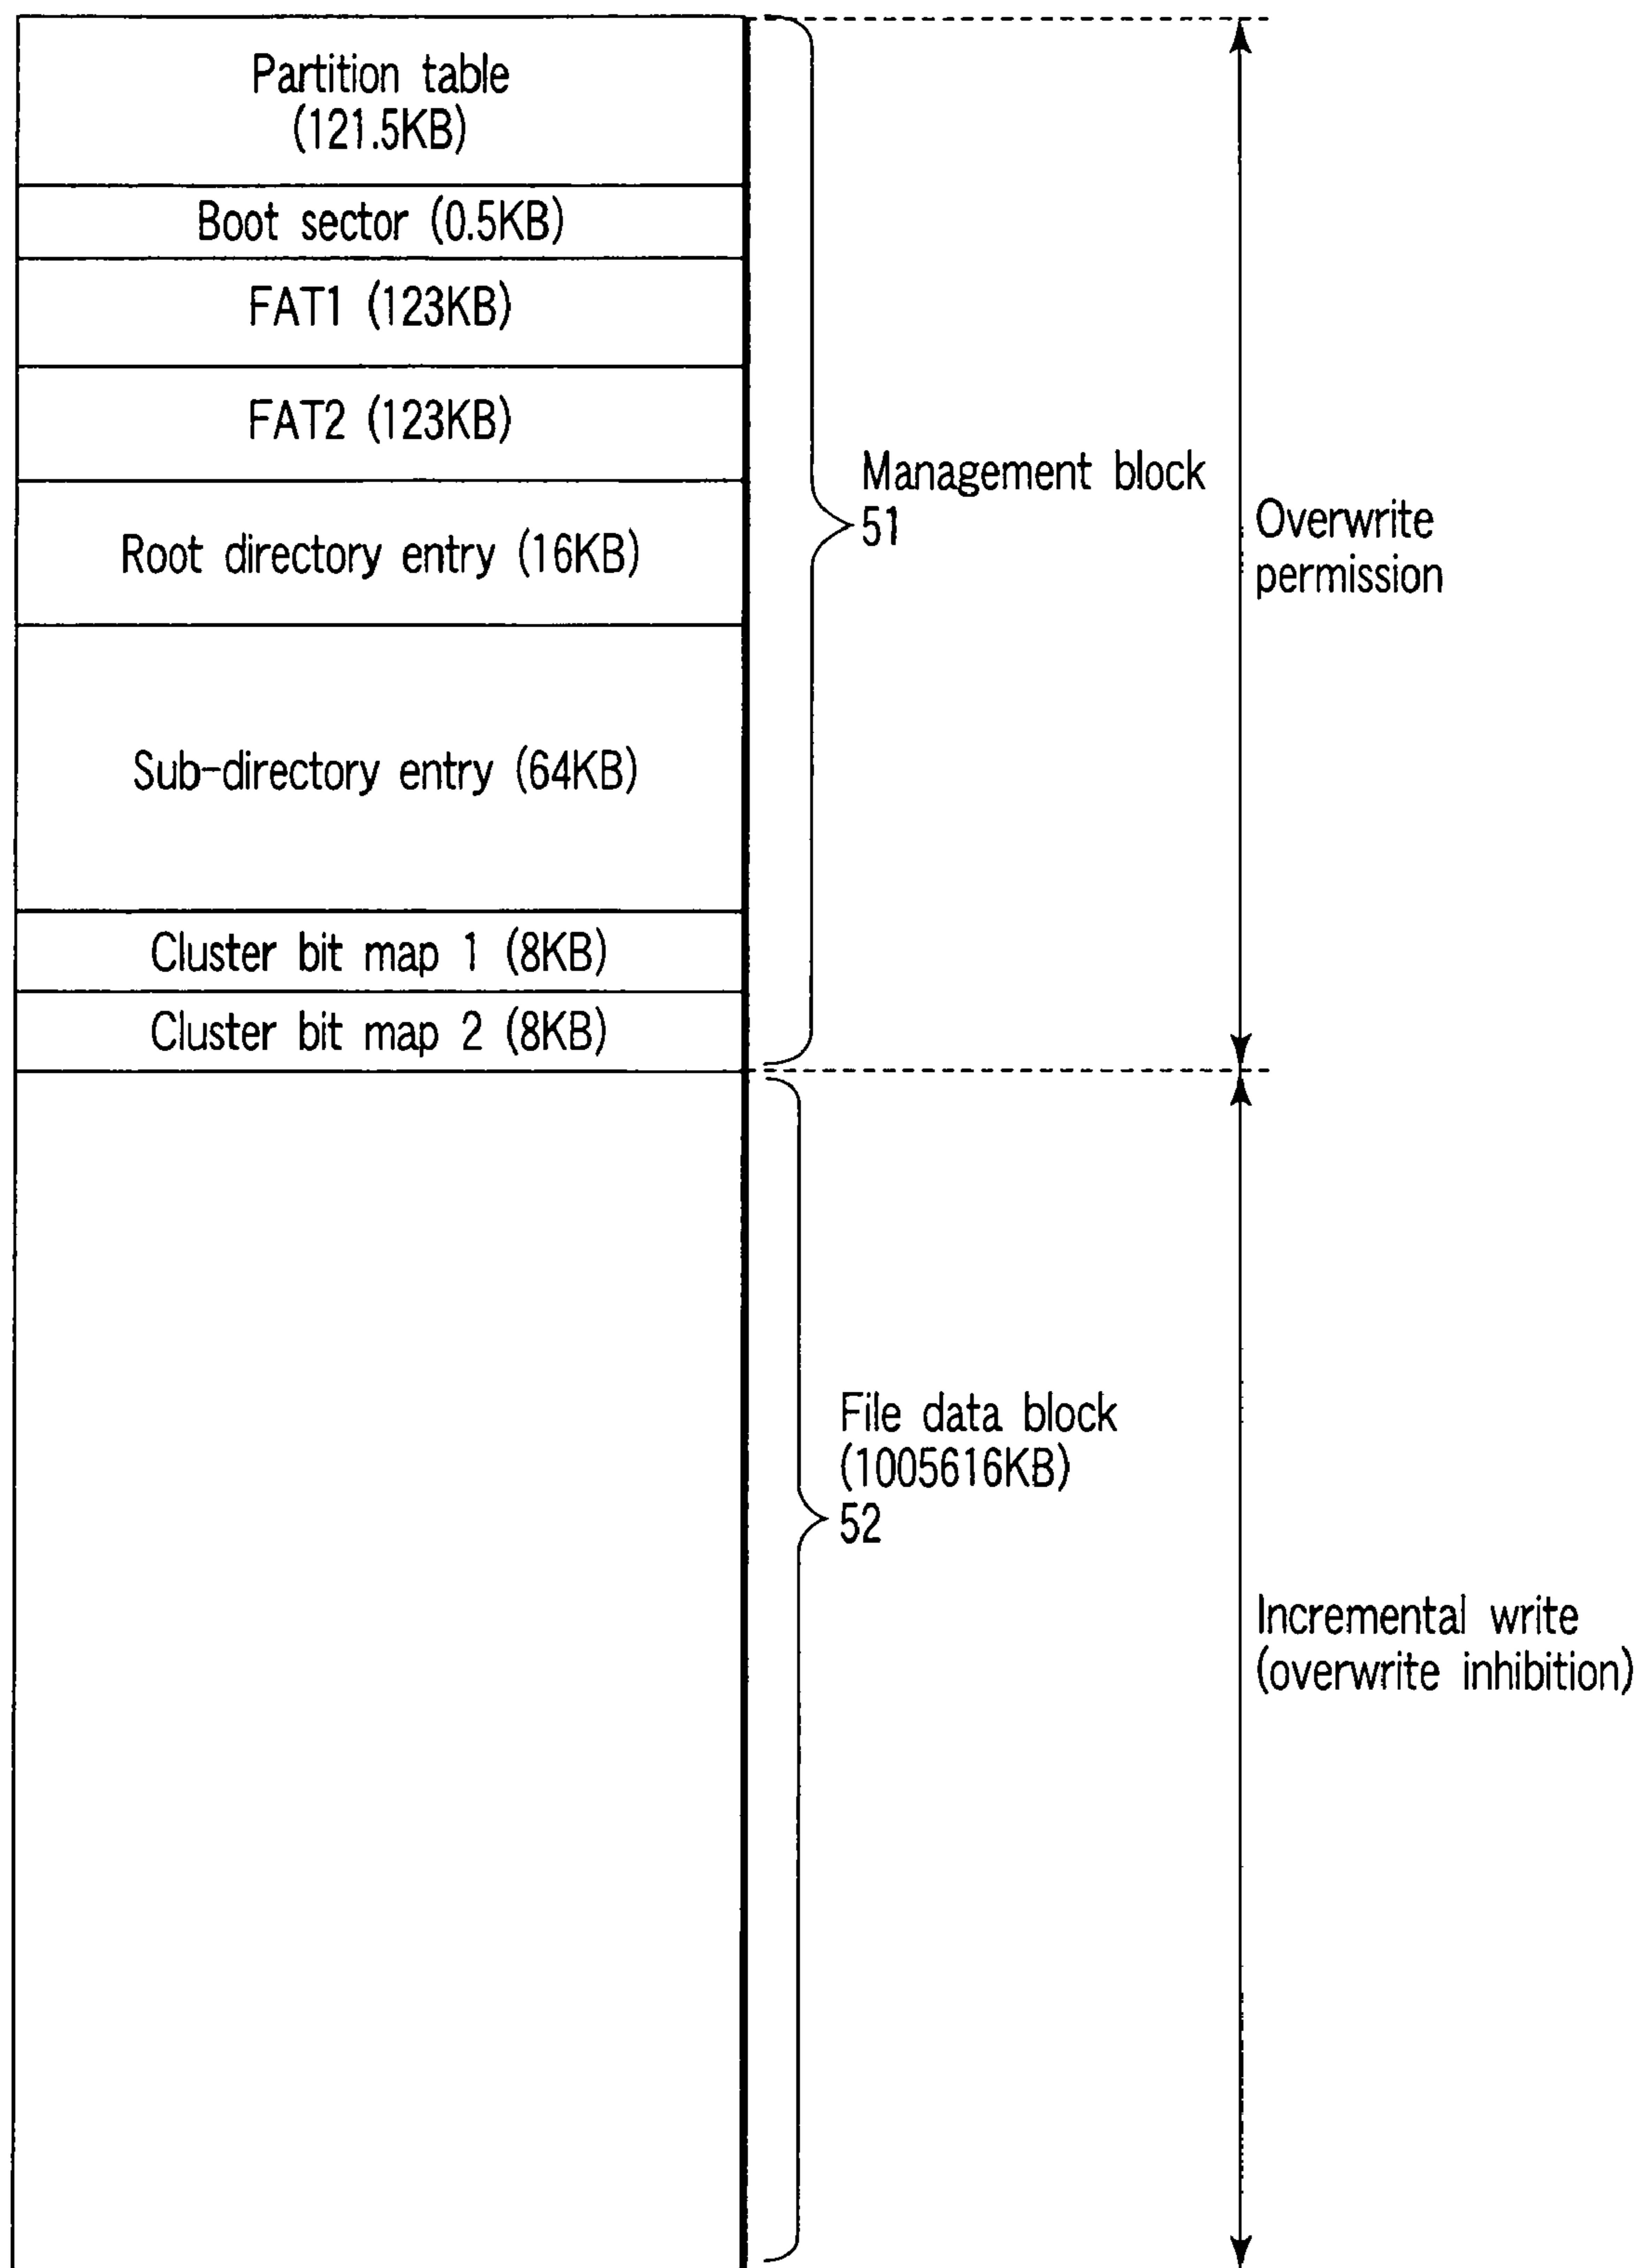 Partition table
(121.5KB)
Boot sector (0.5KB)
FAT1 (123KB)
FAT2 (123KB)
Root directory entry (16KB)
Sub-directory entry (64KB)
Cluster bit map 1 (8KB)
Cluster bit map 2 (8KB)
Management block
51
Overwrite
permission
File data block
(1005616KB)
52
Incremental write
(overwrite inhibition)